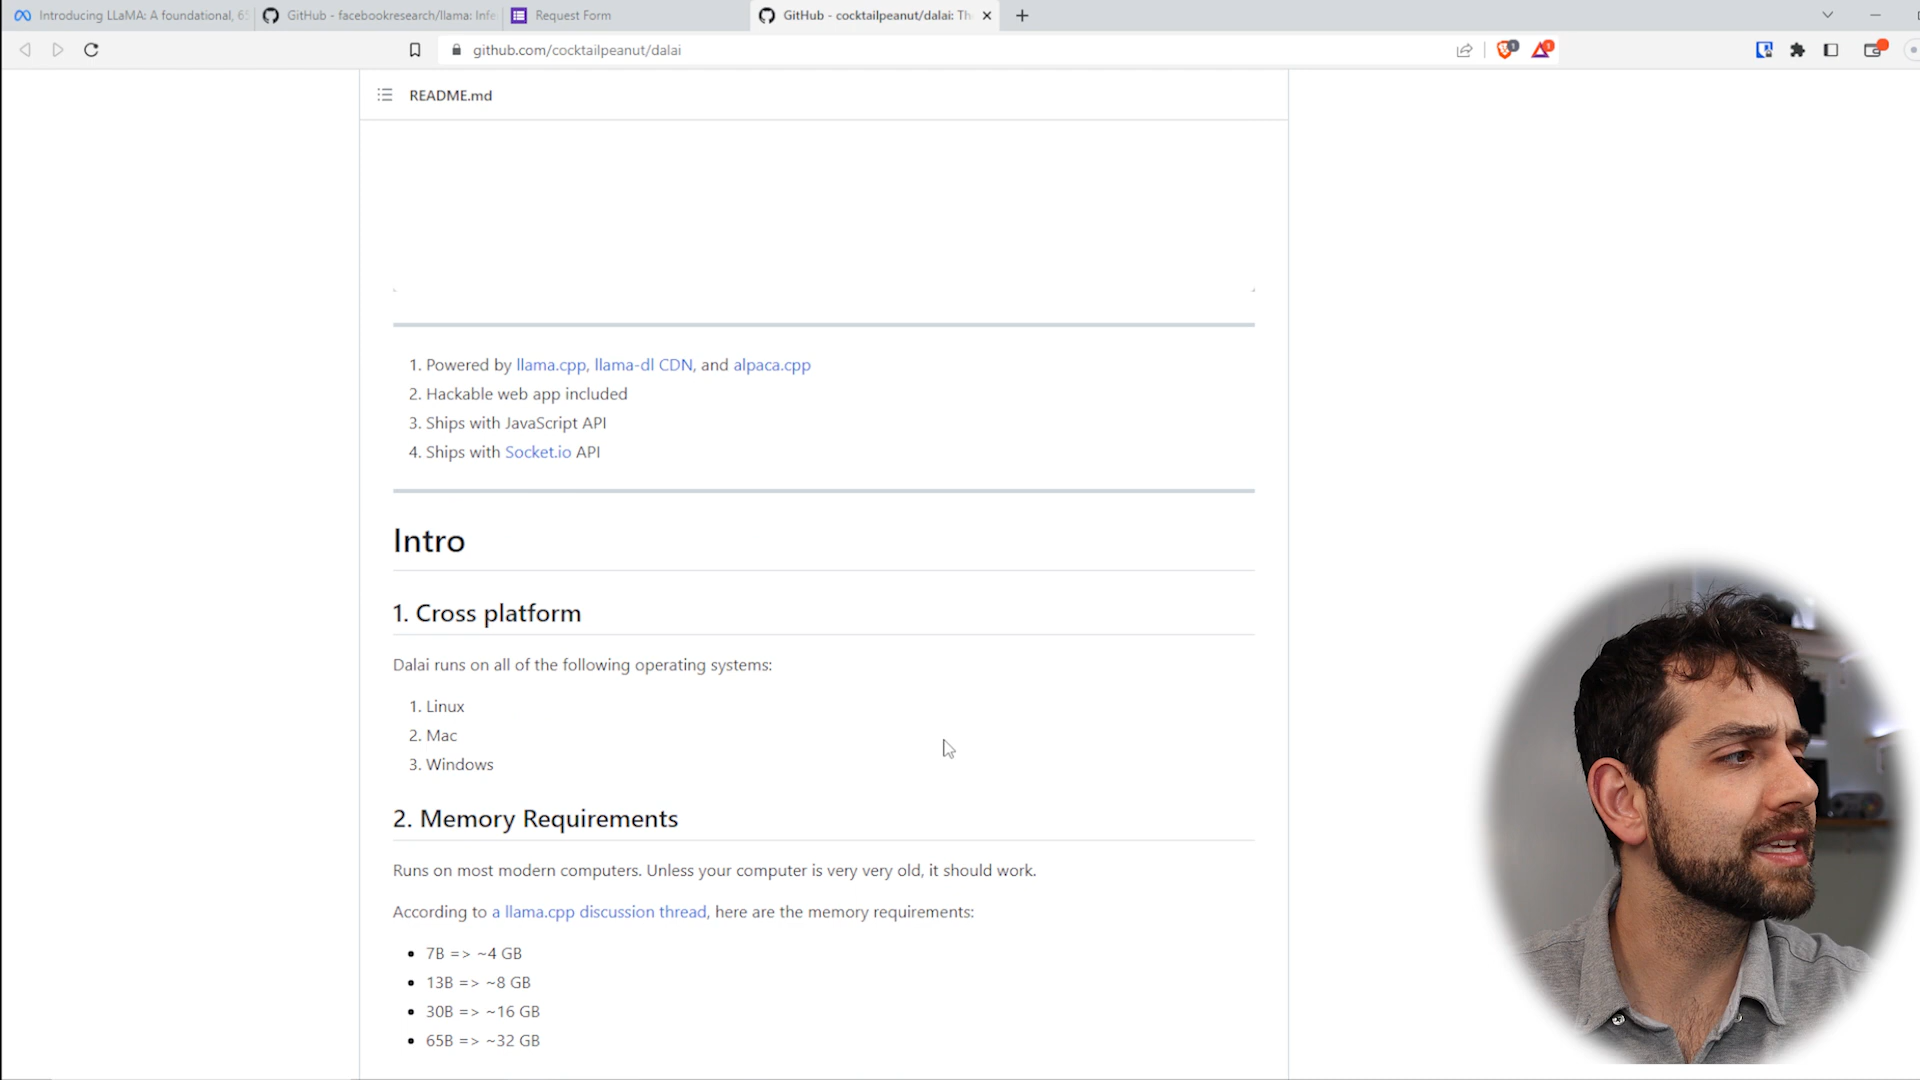 Introducing LLaMA: A foundational, 65
GitHub - facebookresearch/llama: Infe
Request Form
GitHub - cocktailpeanut/dalai: Th
github.com/cocktailpeanut/dalai
1
1
README.md
1. Powered by llama.cpp, llama-dl CDN, and alpaca.cpp
2. Hackable web app included
3. Ships with JavaScript API
4. Ships with Socket.io API
Intro
1. Cross platform
Dalai runs on all of the following operating systems:
1. Linux
2. Mac
3. Windows
2. Memory Requirements
Runs on most modern computers. Unless your computer is very very old, it should work.
According to a llama.cpp discussion thread, here are the memory requirements:
• 7B => ~4 GB
• 13B => ~8 GB
• 30B => ~16 GB
• 65B => ~32 GB